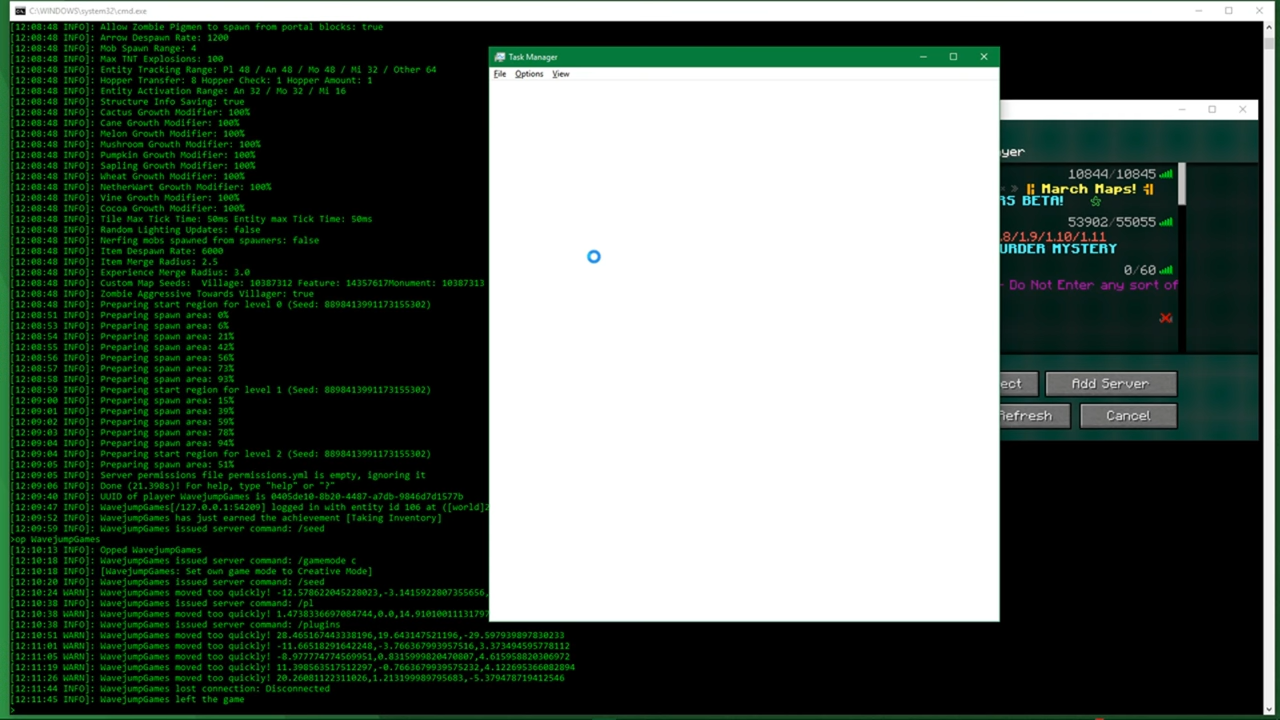 C:\WINDOWS\system32\cmd.exe
[12:08:48 INFO]: Allow Zombie Pigmen to spawn from portal blocks: true
[12:08:48 INFO]: Arrow Despawn Rate: 1200
[12:08:48 INFO]: Mob Spawn Range: 4
[12:08:48 INFO]: Max TNT Explosions: 100
[12:08:48 INFO]: Entity Tracking Range: Pl 48 / An 48 / Mo 48 / Mi 32 / Other 64
[12:08:48 INFO]: Hopper Transfer: 8 Hopper Check: 1 Hopper Amount: 1
[12:08:48 INFO]: Entity Activation Range: An 32 / Mo 32 / Mi 16
[12:08:48 INFO]: Structure Info Saving: true
[12:08:48 INFO]: Cactus Growth Modifier: 100%
[12:08:48 INFO]: Cane Growth Modifier: 100%
[12:08:48 INFO]: Melon Growth Modifier: 100%
[12:08:48 INFO]: Mushroom Growth Modifier: 100%
[12:08:48 INFO]: Pumpkin Growth Modifier: 100%
[12:08:48 INFO]: Sapling Growth Modifier: 100%
[12:08:48 INFO]: Wheat Growth Modifier: 100%
[12:08:48 INFO]: NetherWart Growth Modifier: 100%
[12:08:48 INFO]: Vine Growth Modifier: 100%
[12:08:48 INFO]: Cocoa Growth Modifier: 100%
[12:08:48 INFO]: Tile Max Tick Time: 50ms Entity max Tick Time: 50ms
[12:08:48 INFO]: Random Lighting Updates: false
[12:08:48 INFO]: Nerfing mobs spawned from spawners: false
[12:08:48 INFO]: Item Despawn Rate: 6000
[12:08:48 INFO]: Item Merge Radius: 2.5
[12:08:48 INFO]: Experience Merge Radius: 3.0
[12:08:48 INFO]: Custom Map Seeds:  Village: 10387312 Feature: 14357617Monument: 10387313
[12:08:48 INFO]: Zombie Aggressive Towards Villager: true
[12:08:48 INFO]: Preparing start region for level 0 (Seed: 8898413991173155302)
[12:08:51 INFO]: Preparing spawn area: 0%
[12:08:53 INFO]: Preparing spawn area: 6%
[12:08:54 INFO]: Preparing spawn area: 21%
[12:08:55 INFO]: Preparing spawn area: 42%
[12:08:56 INFO]: Preparing spawn area: 56%
[12:08:57 INFO]: Preparing spawn area: 73%
[12:08:58 INFO]: Preparing spawn area: 93%
[12:08:59 INFO]: Preparing start region for level 1 (Seed: 8898413991173155302)
[12:09:00 INFO]: Preparing spawn area: 15%
[12:09:01 INFO]: Preparing spawn area: 39%
[12:09:02 INFO]: Preparing spawn area: 59%
[12:09:03 INFO]: Preparing spawn area: 78%
[12:09:04 INFO]: Preparing spawn area: 94%
[12:09:04 INFO]: Preparing start region for level 2 (Seed: 8898413991173155302)
[12:09:05 INFO]: Preparing spawn area: 51%
[12:09:05 INFO]: Server permissions file permissions.yml is empty, ignoring it
[12:09:06 INFO]: Done (21.398s)! For help, type "help" or "?"
[12:09:40 INFO]: UUID of player WavejumpGames is 0405de10-8b20-4487-a7db-9846d7d1577b
[12:09:47 INFO]: WavejumpGames[/127.0.0.1:54209] logged in with entity id 106 at ([world]2
[12:09:52 INFO]: WavejumpGames has just earned the achievement [Taking Inventory]
[12:09:59 INFO]: WavejumpGames issued server command: /seed
>op WavejumpGames
[12:10:13 INFO]: Opped WavejumpGames
[12:10:18 INFO]: WavejumpGames issued server command: /gamemode c
[12:10:18 INFO]: [WavejumpGames: Set own game mode to Creative Mode]
[12:10:20 INFO]: WavejumpGames issued server command: /seed
[12:10:24 WARN]: WavejumpGames moved too quickly! -12.578622045228023,-3.1415922807355656,
[12:10:38 INFO]: WavejumpGames issued server command: /pl
[12:10:38 WARN]: WavejumpGames moved too quickly! 1.4738336697084744,0.0,14.91010011131797
[12:10:38 INFO]: WavejumpGames issued server command: /plugins
[12:10:51 WARN]: WavejumpGames moved too quickly! 28.465167443338196,19.643147521196,-29.597939897830233
[12:11:01 WARN]: WavejumpGames moved too quickly! -11.66518291642248,-3.766367993957516,3.373494595778112
[12:11:05 WARN]: WavejumpGames moved too quickly! -8.977774774569951,0.8315999820470807,4.615958820306972
[12:11:19 WARN]: WavejumpGames moved too quickly! 11.398563517512297,-0.7663679939575232,4.122695366082894
[12:11:26 WARN]: WavejumpGames moved too quickly! 20.26081122311026,1.213199989795683,-5.379478719412546
[12:11:44 INFO]: WavejumpGames lost connection: Disconnected
[12:11:45 INFO]: WavejumpGames left the game
>
Task Manager
File Options View
ayer
10844/10845
» March Maps!
RS BETA!
53902/55055
.8/1.9/1.10/1.11
URDER MYSTERY
0/60
- Do Not Enter any sort of
ect
Add Server
Refresh
Cancel